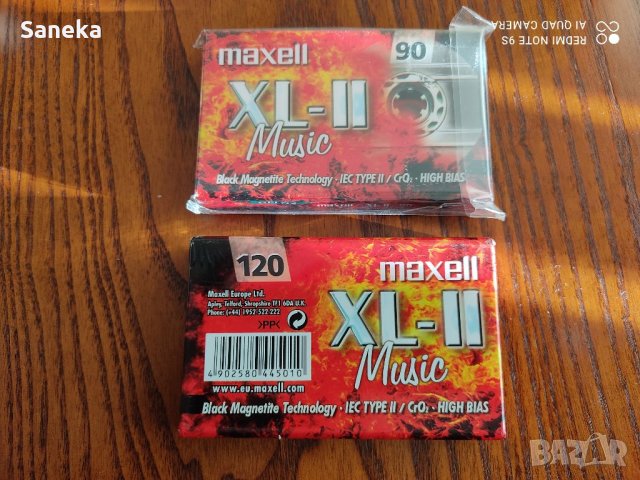 Saneka
REDMI NOTE 9S
AI QUAD CAMERA
maxell
90
XL-II
Music
Black Magnetite Technology · IEC TYPE II / CrO₂ · HIGH BIAS
120
maxell
Maxell Europe Ltd.
Apley, Telford, Shropshire TF1 6DA U.K.
Phone: (+44) 1952-522 222
>PP<
XL-II
Music
4 902580 445010
www.eu.maxell.com
Black Magnetite Technology · IEC TYPE II / CrO₂ · HIGH BIAS
BAZAR